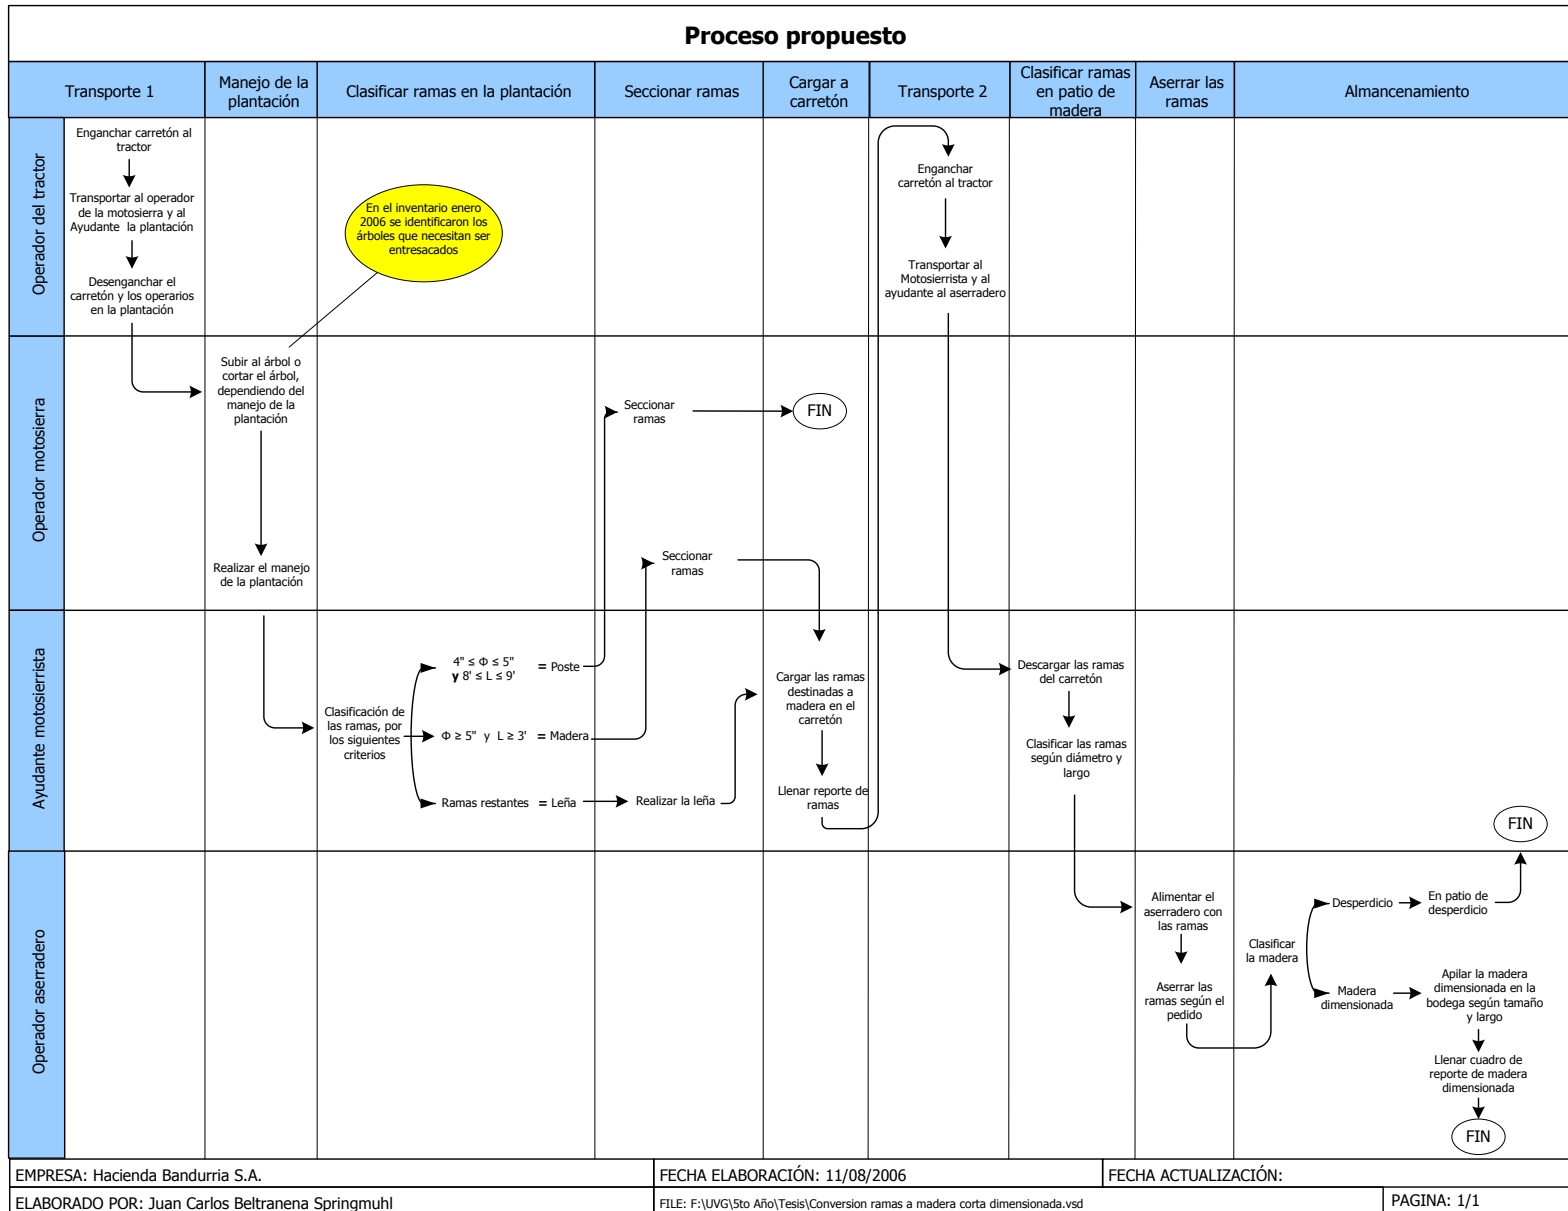 Proceso propuesto
Transporte 1
Manejo de la
plantación
Clasificar ramas en la plantación
Seccionar ramas
Cargar a
carretón
Transporte 2
Clasificar ramas
en patio de
madera
Aserrar las
ramas
Almancenamiento
Operador del tractor
Enganchar carretón al
tractor
Transportar al operador
de la motosierra y al
Ayudante la plantación
Desenganchar el
carretón y los operarios
en la plantación
En el inventario enero
2006 se identificaron los
árboles que necesitan ser
entresacados
Enganchar
carretón al tractor
Transportar al
Motosierrista y al
ayudante al aserradero
Operador motosierra
Subir al árbol o
cortar el árbol,
dependiendo del
manejo de la
plantación
Realizar el manejo
de la plantación
Seccionar
ramas
FIN
Seccionar
ramas
Ayudante motosierrista
Clasificación de
las ramas, por
los siguientes
criterios
4" ≤ Φ ≤ 5"
y 8' ≤ L ≤ 9'
= Poste
Φ ≥ 5" y L ≥ 3' = Madera
Ramas restantes = Leña
Realizar la leña
Cargar las ramas
destinadas a
madera en el
carretón
Llenar reporte de
ramas
Descargar las ramas
del carretón
Clasificar las ramas
según diámetro y
largo
FIN
Operador aserradero
Alimentar el
aserradero con
las ramas
Aserrar las
ramas según el
pedido
Clasificar
la madera
Desperdicio
En patio de
desperdicio
Madera
dimensionada
Apilar la madera
dimensionada en la
bodega según tamaño
y largo
Llenar cuadro de
reporte de madera
dimensionada
FIN
EMPRESA: Hacienda Bandurria S.A.
FECHA ELABORACIÓN: 11/08/2006
FECHA ACTUALIZACIÓN:
ELABORADO POR: Juan Carlos Beltranena Springmuhl
FILE: F:\UVG\5to Año\Tesis\Conversion ramas a madera corta dimensionada.vsd
PAGINA: 1/1